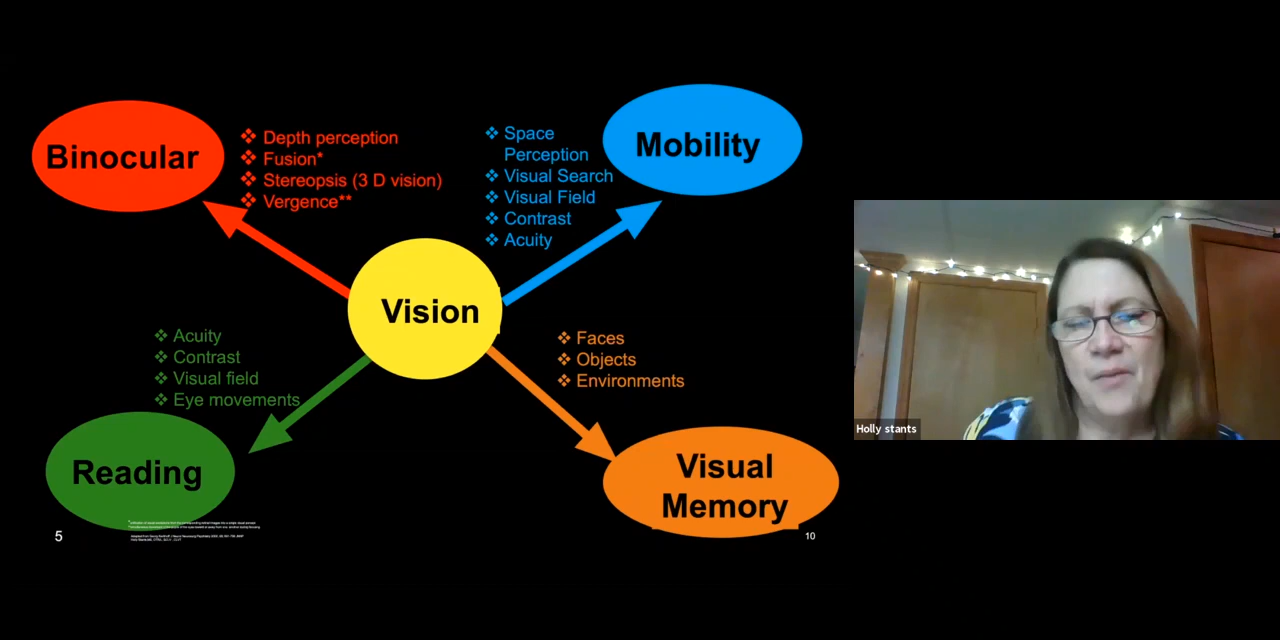 Binocular
❖ Depth perception
❖ Fusion*
❖ Stereopsis (3 D vision)
❖ Vergence**
❖ Space
Perception
❖ Visual Search
❖ Visual Field
❖ Contrast
❖ Acuity
Mobility
Vision
❖ Acuity
❖ Contrast
❖ Visual field
❖ Eye movements
❖ Faces
❖ Objects
❖ Environments
Reading
Visual
Memory
5
10
Holly stants